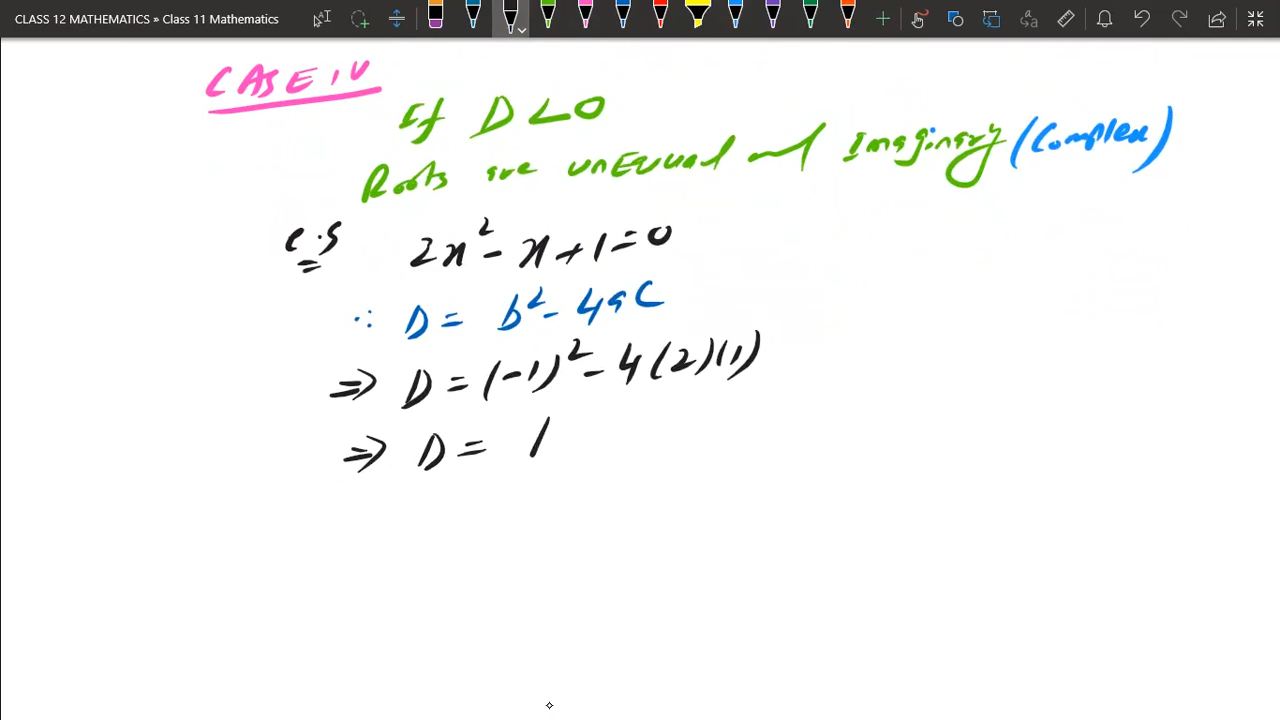 CLASS 12 MATHEMATICS » Class 11 Mathematics
CASE IV
If D < 0
Roots are unEqual and Imaginary (Complex)
e.g 2x² - x + 1 = 0
∴ D = b² - 4ac
⇒ D = (-1)² - 4(2)(1)
⇒ D = 1